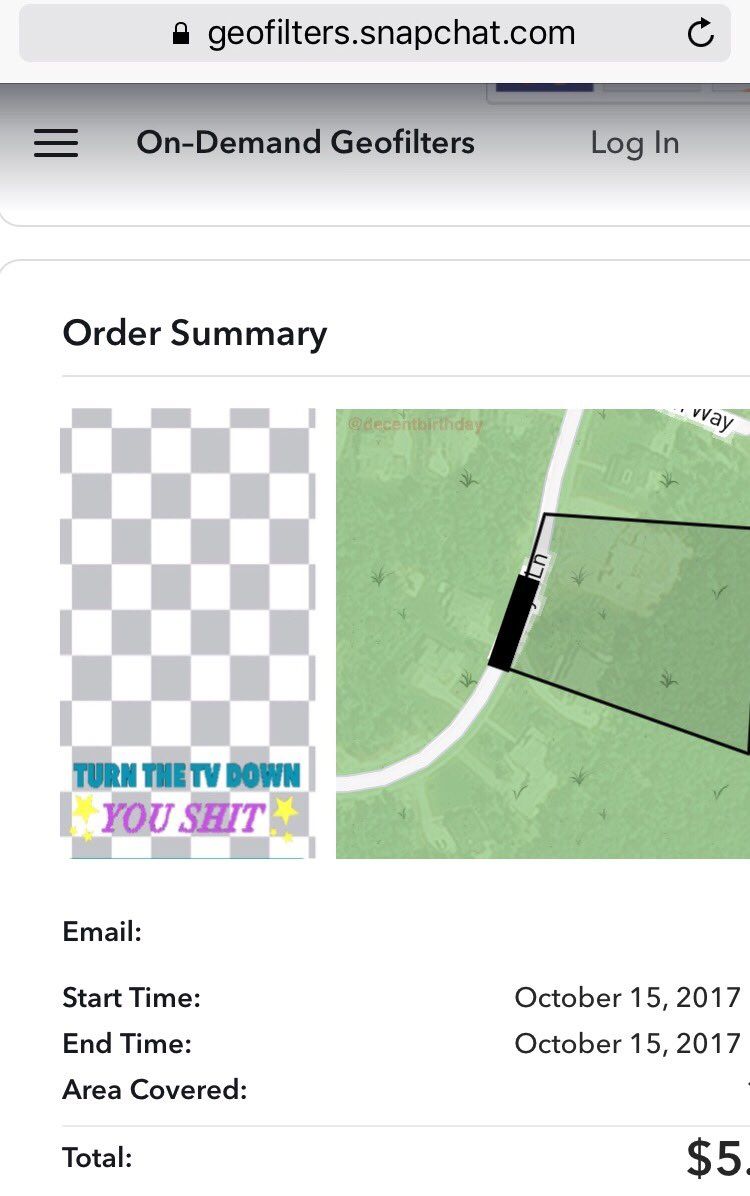 geofilters.snapchat.com
On-Demand Geofilters Log In
Order Summary
@decentbirthday
Way
Ln
TURN THE TV DOWN
YOU SHIT
Email:
Start Time: October 15, 2017
End Time: October 15, 2017
Area Covered:
Total: $5.